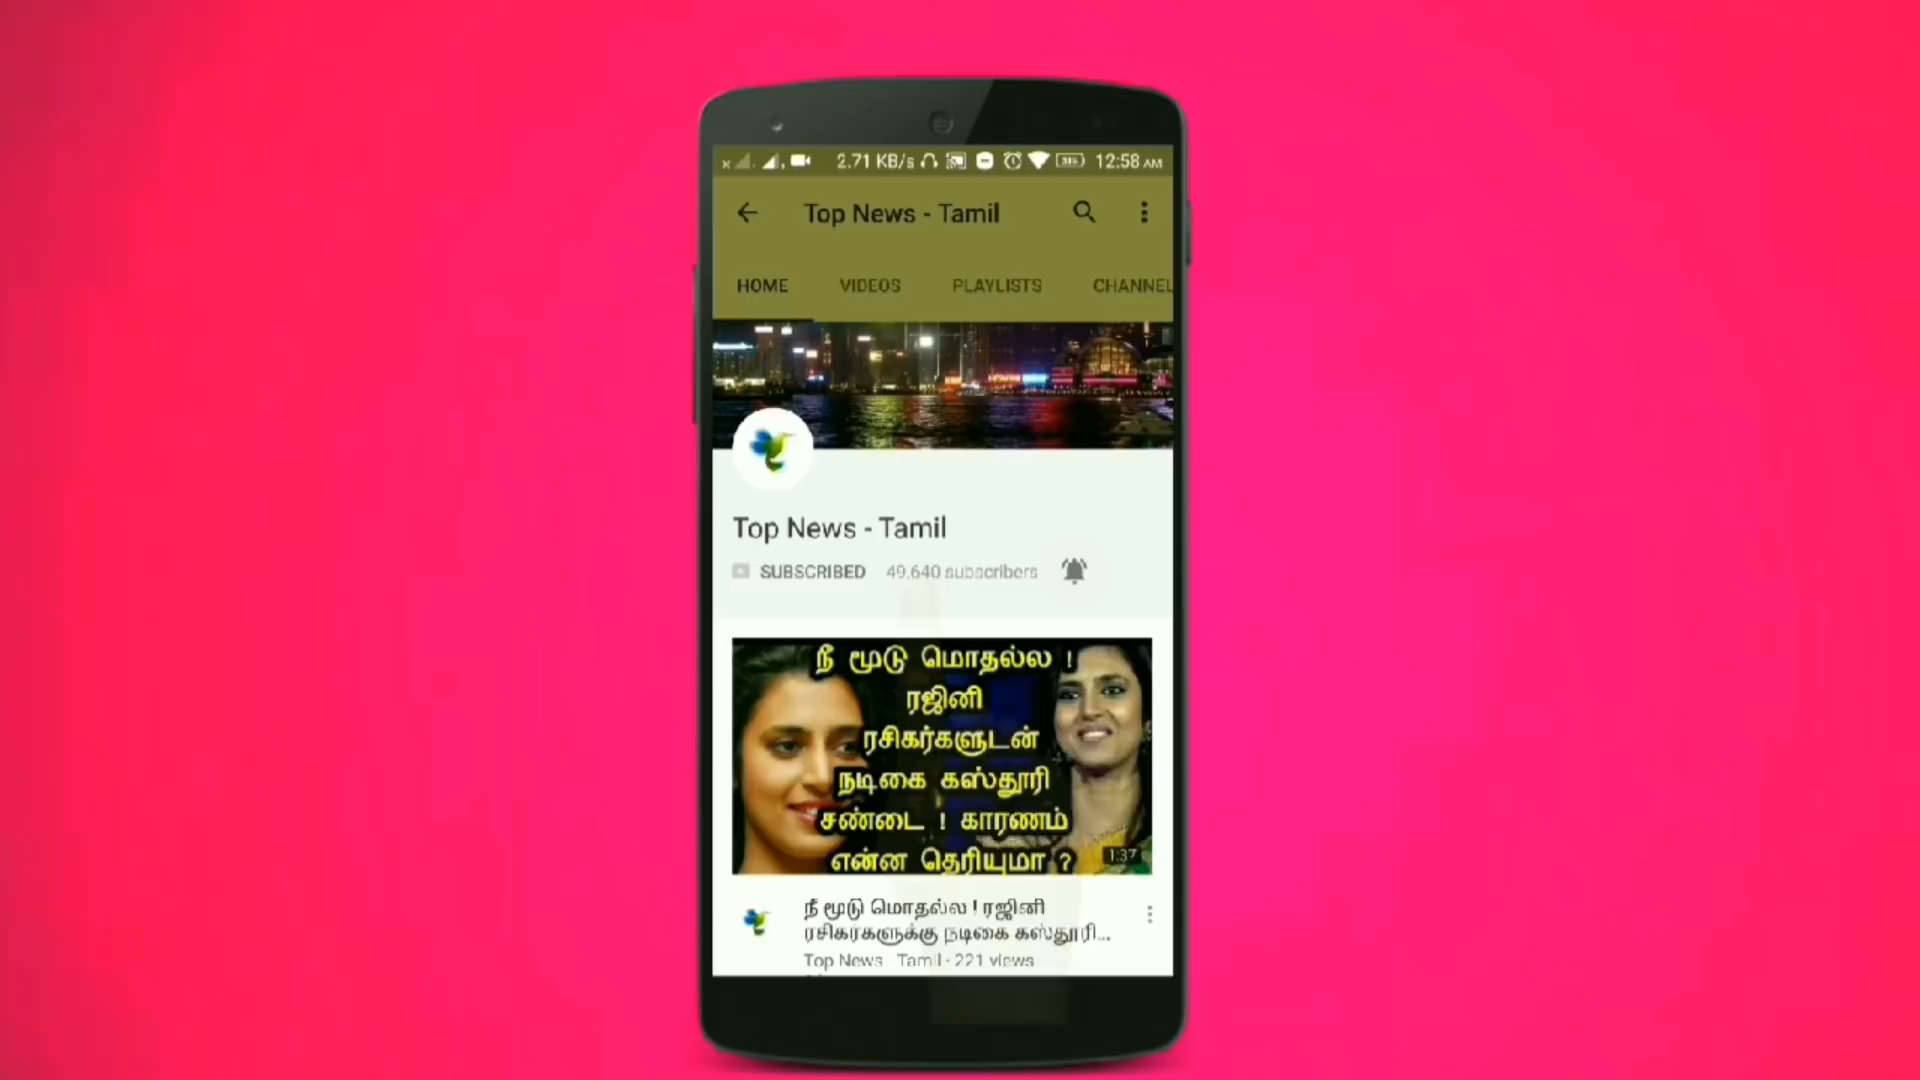 2.71 KB/s 12:58 AM
Top News - Tamil
HOME VIDEOS PLAYLISTS CHANNEL
Top News - Tamil
SUBSCRIBED 49,640 subscribers
நீ மூடு மொதல்ல !
ரஜினி
ரசிகர்களுடன்
நடிகை கஸ்தூரி
சண்டை ! காரணம்
என்ன தெரியுமா ?
1:37
நீ மூடு மொதல்ல ! ரஜினி
ரசிகர்களுக்கு நடிகை கஸ்தூரி...
Top News - Tamil · 221 views